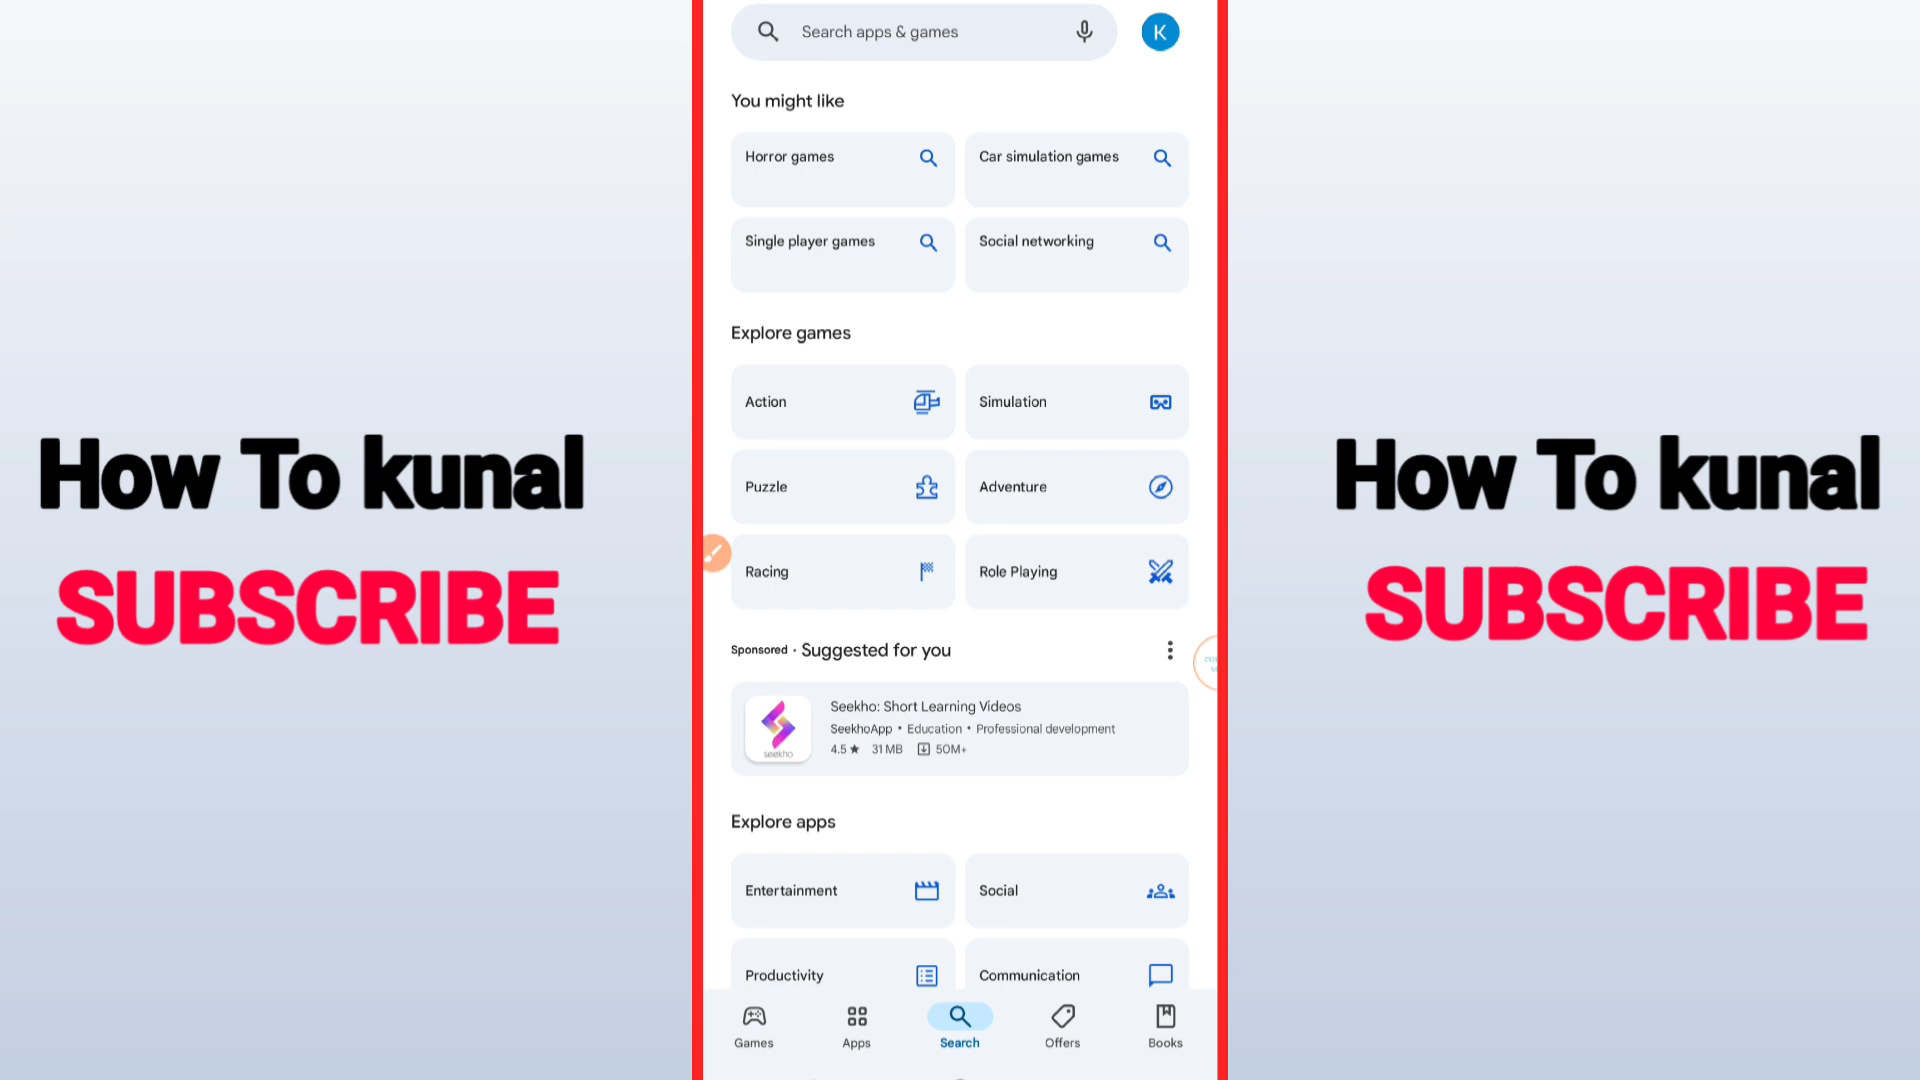 Search apps & games
K
You might like
Horror games
Car simulation games
Single player games
Social networking
Explore games
Action
Simulation
Puzzle
Adventure
Racing
Role Playing
Sponsored · Suggested for you
seekho
Seekho: Short Learning Videos
SeekhoApp • Education • Professional development
4.5 ★ 31 MB 50M+
Explore apps
Entertainment
Social
Productivity
Communication
Games
Apps
Search
Offers
Books
How To kunal
SUBSCRIBE
How To kunal
SUBSCRIBE